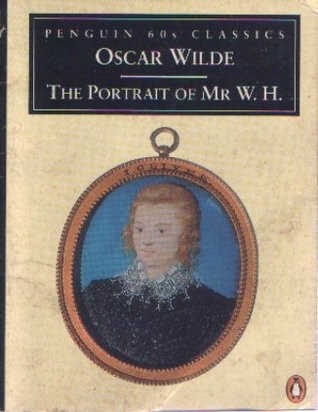 PENGUIN 60s CLASSICS
OSCAR WILDE
THE PORTRAIT OF MR W. H.